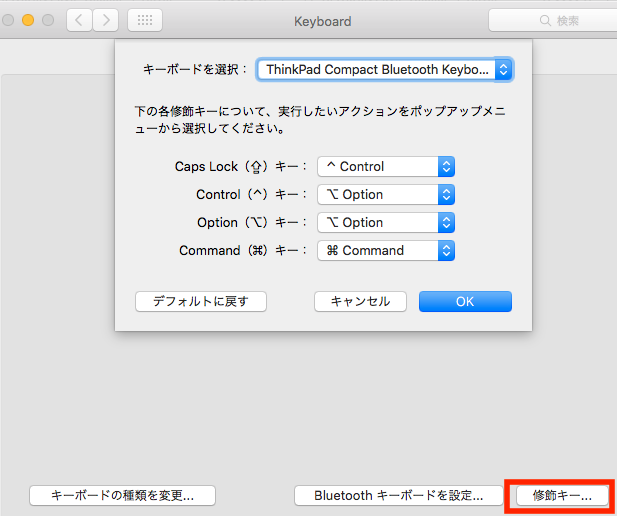 Keyboard
検索
キーボードを選択： ThinkPad Compact Bluetooth Keybo...
下の各修飾キーについて、実行したいアクションをポップアップメニ
ューから選択してください。
Caps Lock（⇪）キー： ^ Control
Control（^）キー： ⌥ Option
Option（⌥）キー： ⌥ Option
Command（⌘）キー： ⌘ Command
デフォルトに戻す キャンセル OK
キーボードの種類を変更... Bluetooth キーボードを設定... 修飾キー...